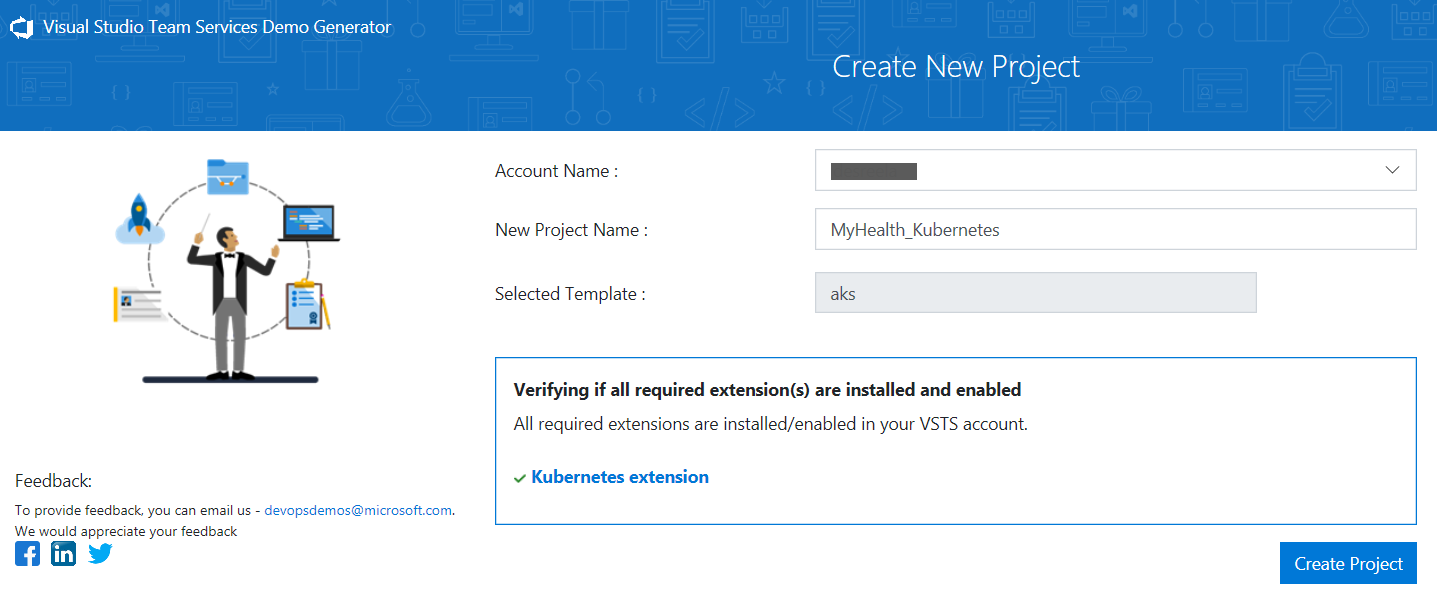 Visual Studio Team Services Demo Generator
Create New Project
Account Name :
New Project Name : MyHealth_Kubernetes
Selected Template : aks
Verifying if all required extension(s) are installed and enabled
All required extensions are installed/enabled in your VSTS account.
Kubernetes extension
Feedback:
To provide feedback, you can email us - devopsdemos@microsoft.com.
We would appreciate your feedback
Create Project